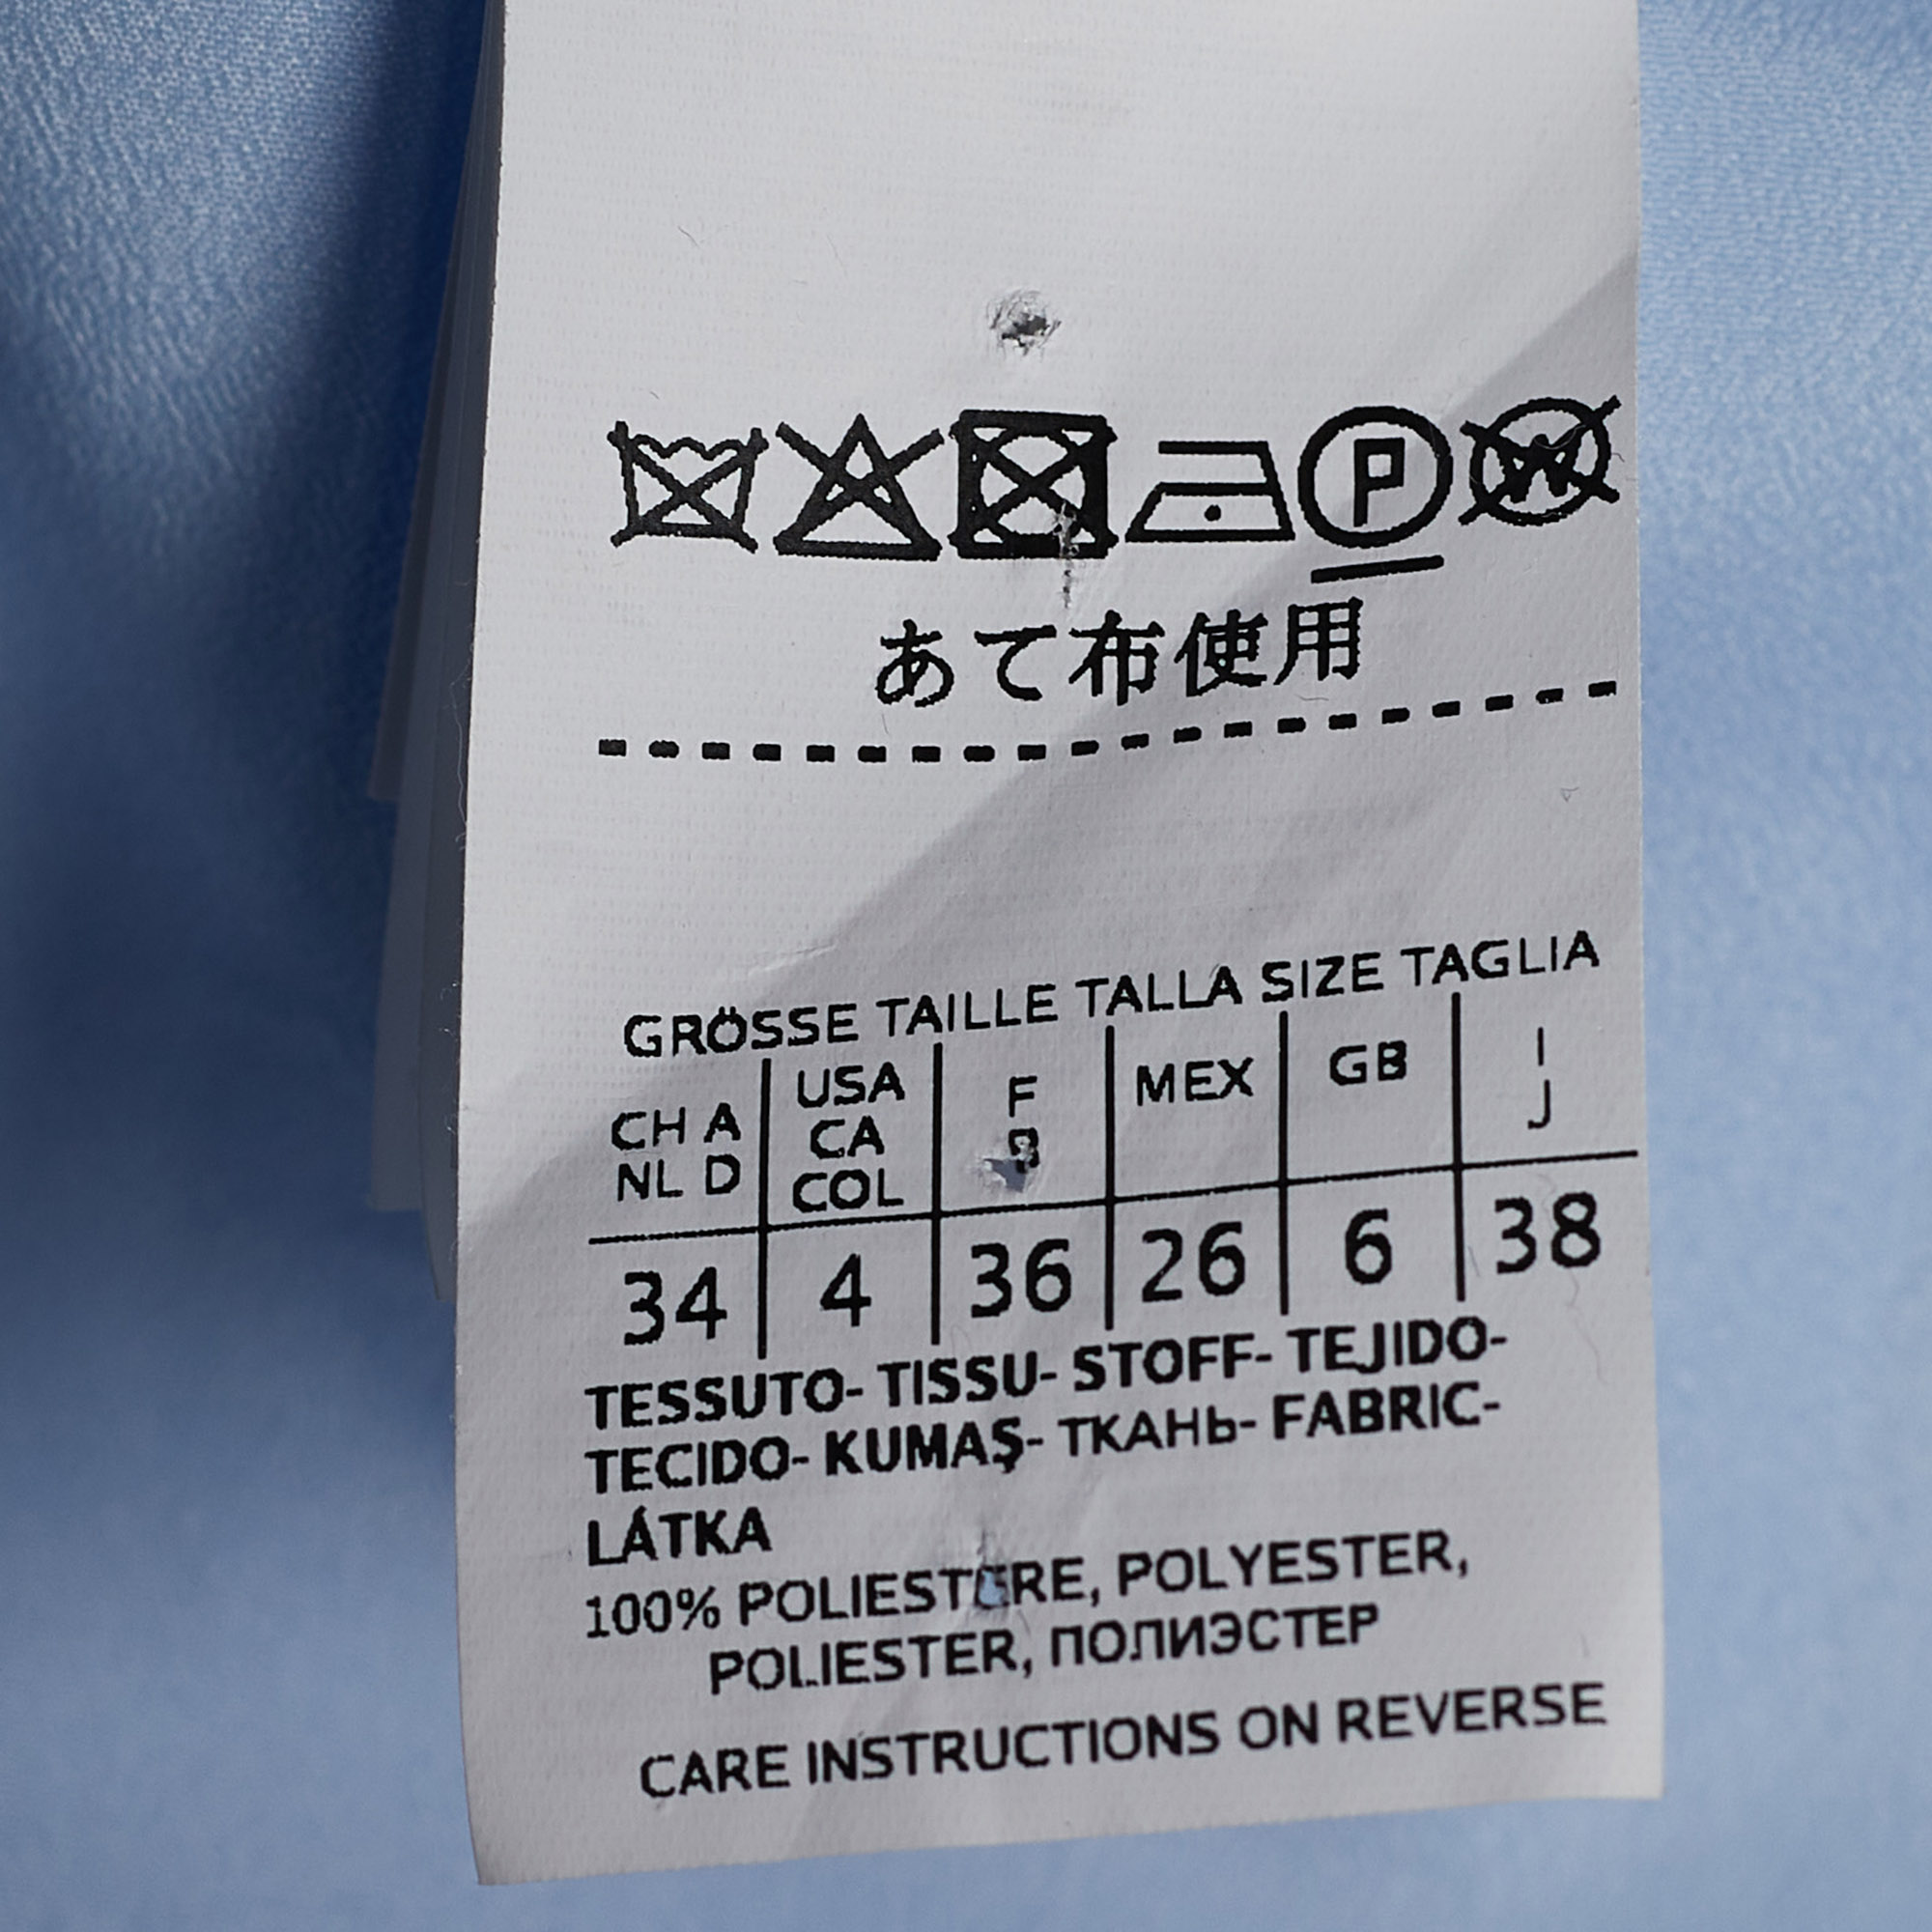 P W
あて布使用
GRÖSSE TAILLE TALLA SIZE TAGLIA
CH A NL D | USA CA COL | F | MEX | GB | I J
34 | 4 | 36 | 26 | 6 | 38
TESSUTO- TISSU- STOFF- TEJIDO-
TECIDO- KUMAŞ- ТКАНЬ- FABRIC-
LÁTKA
100% POLIESTERE, POLYESTER,
POLIESTER, ПОЛИЭСТЕР
CARE INSTRUCTIONS ON REVERSE